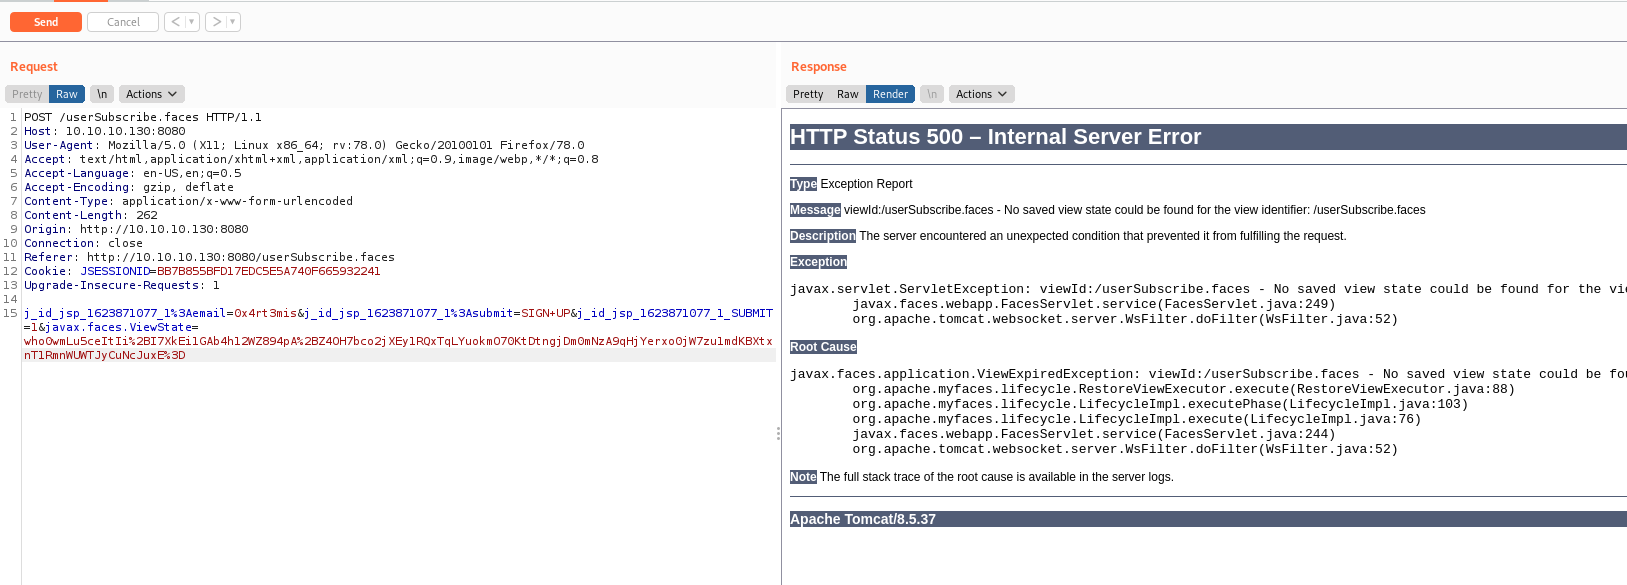 Send
Cancel
< ▼
> ▼
Request
Response
Pretty Raw \n Actions
Pretty Raw Render \n Actions
1 POST /userSubscribe.faces HTTP/1.1
2 Host: 10.10.10.130:8080
3 User-Agent: Mozilla/5.0 (X11; Linux x86_64; rv:78.0) Gecko/20100101 Firefox/78.0
4 Accept: text/html,application/xhtml+xml,application/xml;q=0.9,image/webp,*/*;q=0.8
5 Accept-Language: en-US,en;q=0.5
6 Accept-Encoding: gzip, deflate
7 Content-Type: application/x-www-form-urlencoded
8 Content-Length: 262
9 Origin: http://10.10.10.130:8080
10 Connection: close
11 Referer: http://10.10.10.130:8080/userSubscribe.faces
12 Cookie: JSESSIONID=BB7B855BFD17EDC5E5A740F665932241
13 Upgrade-Insecure-Requests: 1
14
15 j_id_jsp_1623871077_1%3Aemail=0x4rt3mis&j_id_jsp_1623871077_1%3Asubmit=SIGN+UP&j_id_jsp_1623871077_1_SUBMIT
=1&javax.faces.ViewState=
who0wmLu5ceItIi%2BI7XkEi1GAb4h12WZ894pA%2BZ4OH7bco2jXEy1RQxTqLYuokmO70KtDtngjDm0mNzA9qHjYerxo0jW7zu1mdKBXtx
nT1RmnWUWTJyCuNcJuxE%3D
HTTP Status 500 – Internal Server Error
Type Exception Report
Message viewId:/userSubscribe.faces - No saved view state could be found for the view identifier: /userSubscribe.faces
Description The server encountered an unexpected condition that prevented it from fulfilling the request.
Exception
javax.servlet.ServletException: viewId:/userSubscribe.faces - No saved view state could be found for the vie
javax.faces.webapp.FacesServlet.service(FacesServlet.java:249)
org.apache.tomcat.websocket.server.WsFilter.doFilter(WsFilter.java:52)
Root Cause
javax.faces.application.ViewExpiredException: viewId:/userSubscribe.faces - No saved view state could be fou
org.apache.myfaces.lifecycle.RestoreViewExecutor.execute(RestoreViewExecutor.java:88)
org.apache.myfaces.lifecycle.LifecycleImpl.executePhase(LifecycleImpl.java:103)
org.apache.myfaces.lifecycle.LifecycleImpl.execute(LifecycleImpl.java:76)
javax.faces.webapp.FacesServlet.service(FacesServlet.java:244)
org.apache.tomcat.websocket.server.WsFilter.doFilter(WsFilter.java:52)
Note The full stack trace of the root cause is available in the server logs.
Apache Tomcat/8.5.37